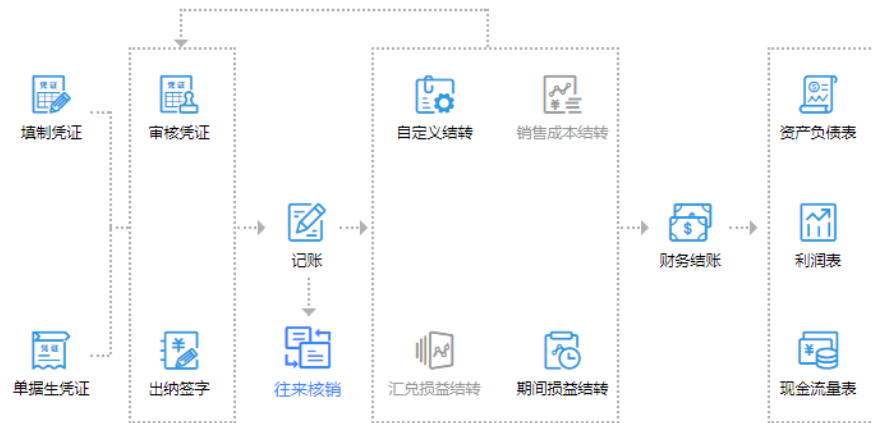 填制凭证
审核凭证
自定义结转
销售成本结转
资产负债表
记账
财务结账
利润表
单据生凭证
出纳签字
往来核销
汇兑损益结转
期间损益结转
现金流量表